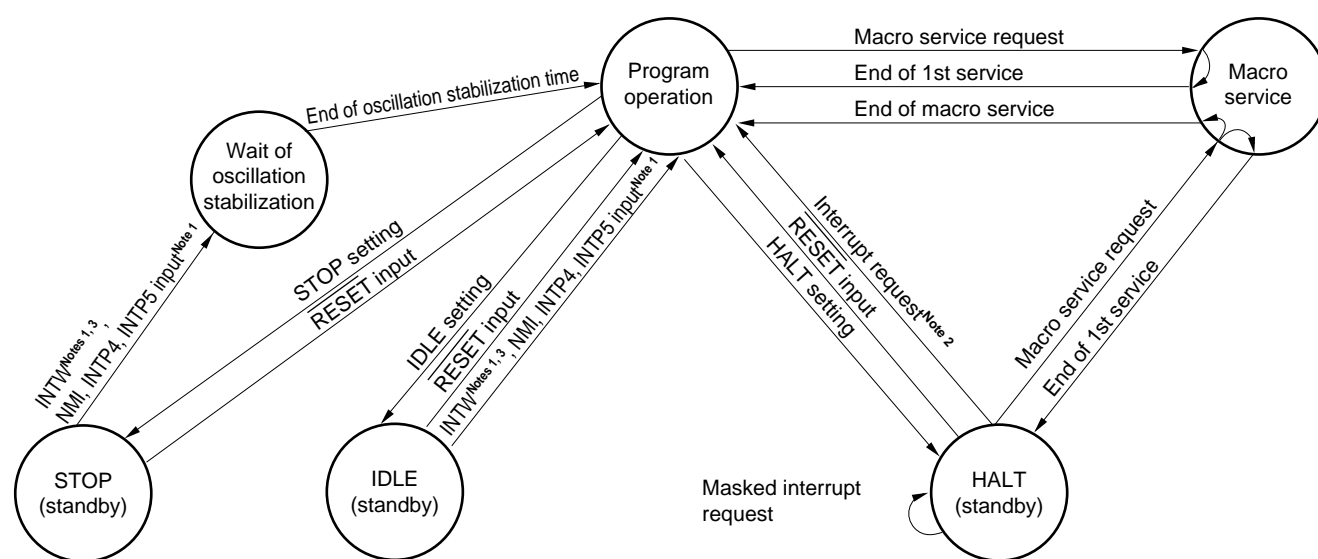 Macro service request
Program
operation
End of 1st service
Macro
service
End of oscillation stabilization time
End of macro service
Wait of
oscillation
stabilization
INTW Notes 1, 3,
NMI, INTP4, INTP5 input Note 1
STOP setting
RESET input
IDLE setting
RESET input
INTW Notes 1, 3, NMI, INTP4, INTP5 input Note 1
Interrupt request Note 2
RESET input
HALT setting
Macro service request
End of 1st service
STOP
(standby)
IDLE
(standby)
Masked interrupt
request
HALT
(standby)